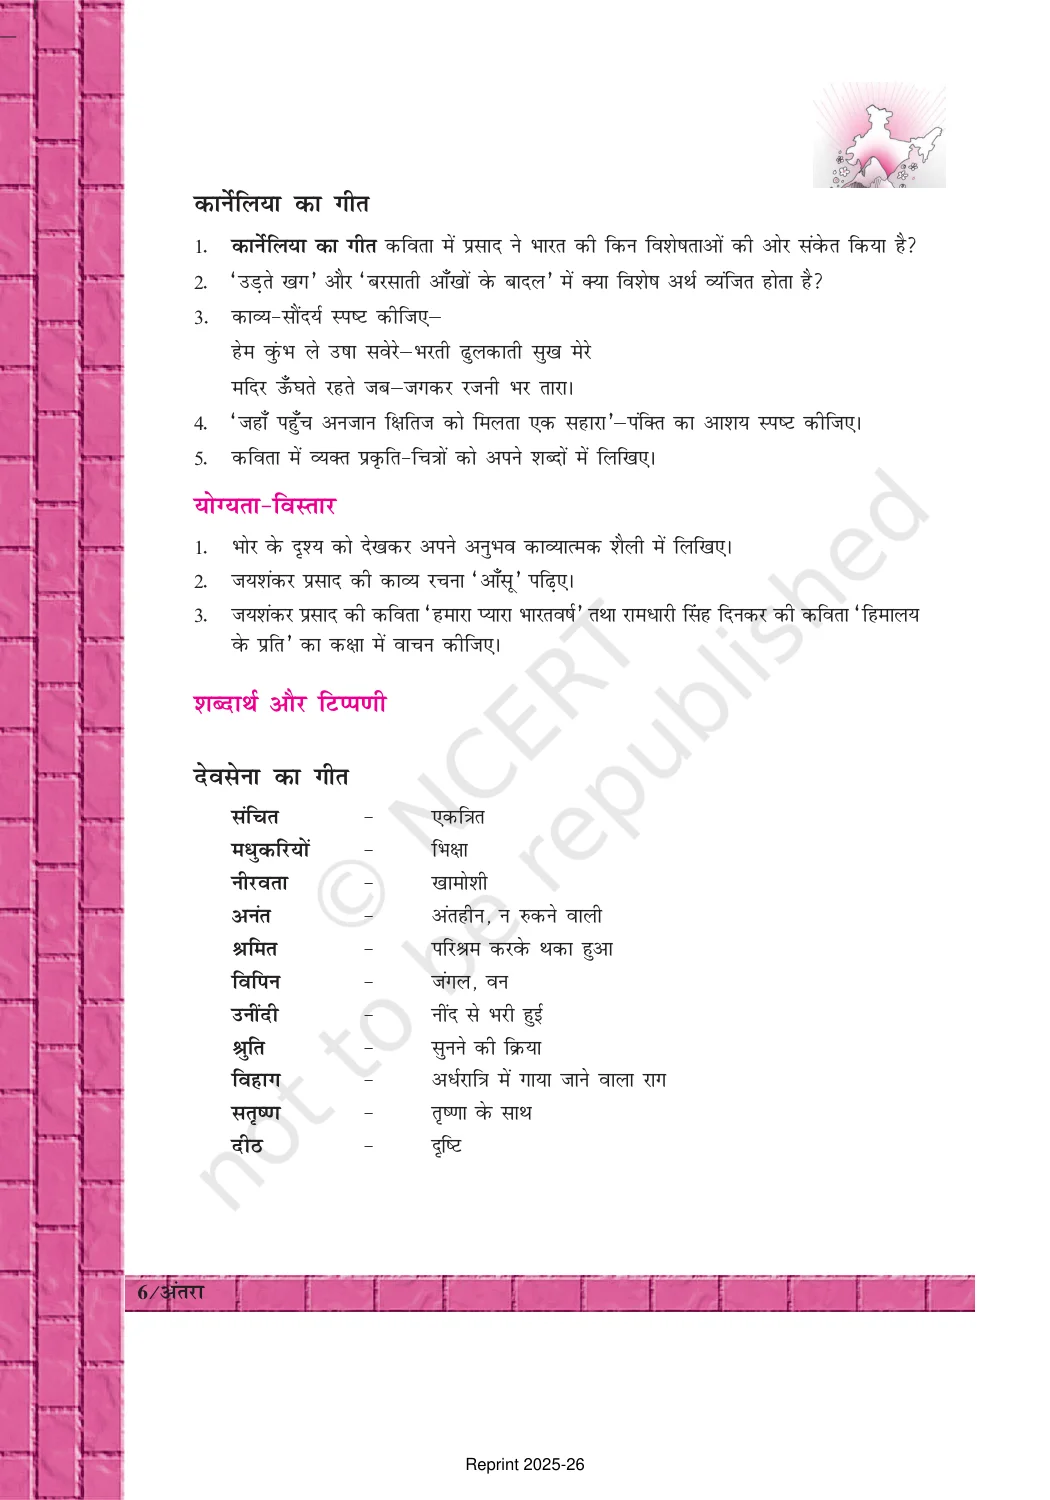 कार्नेलिया का गीत
1. कार्नेलिया का गीत कविता में प्रसाद ने भारत की किन विशेषताओं की ओर संकेत किया है?
2. ‘उड़ते खग’ और ‘बरसाती आँखों के बादल’ में क्या विशेष अर्थ व्यंजित होता है?
3. काव्य-सौंदर्य स्पष्ट कीजिए–
हेम कुंभ ले उषा सवेरे–भरती ढुलकाती सुख मेरे
मदिर ऊँघते रहते जब–जगकर रजनी भर तारा।
4. ‘जहाँ पहुँच अनजान क्षितिज को मिलता एक सहारा’–पंक्ति का आशय स्पष्ट कीजिए।
5. कविता में व्यक्त प्रकृति-चित्रों को अपने शब्दों में लिखिए।
योग्यता-विस्तार
1. भोर के दृश्य को देखकर अपने अनुभव काव्यात्मक शैली में लिखिए।
2. जयशंकर प्रसाद की काव्य रचना ‘आँसू’ पढ़िए।
3. जयशंकर प्रसाद की कविता ‘हमारा प्यारा भारतवर्ष’ तथा रामधारी सिंह दिनकर की कविता ‘हिमालय
के प्रति’ का कक्षा में वाचन कीजिए।
शब्दार्थ और टिप्पणी
देवसेना का गीत
संचित - एकत्रित
मधुकरियों - भिक्षा
नीरवता - खामोशी
अनंत - अंतहीन, न रुकने वाली
श्रमित - परिश्रम करके थका हुआ
विपिन - जंगल, वन
उनींदी - नींद से भरी हुई
श्रुति - सुनने की क्रिया
विहाग - अर्धरात्रि में गाया जाने वाला राग
सतृष्ण - तृष्णा के साथ
दीठ - दृष्टि
© NCERT
not to be republished
6/अंतरा
Reprint 2025-26